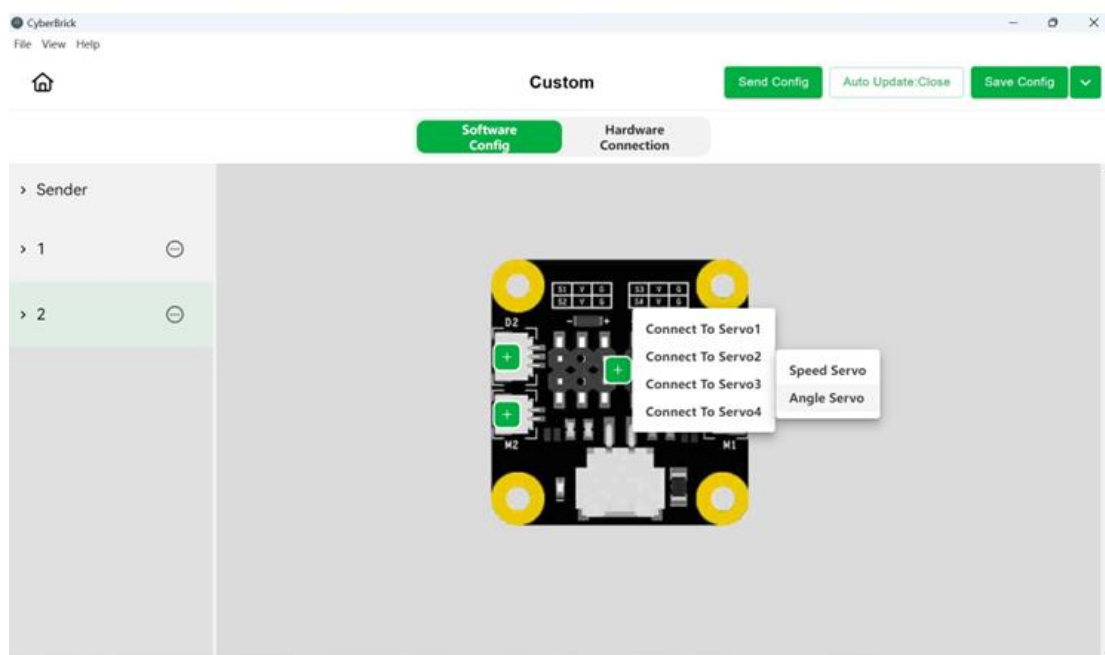 CyberBrick
File View Help
Custom
Send Config
Auto Update:Close
Save Config
Software
Config
Hardware
Connection
Sender
1
2
S1 V G
S2 V G
S3 V G
S4 V G
D2
- +
Connect To Servo1
Connect To Servo2
Connect To Servo3
Connect To Servo4
Speed Servo
Angle Servo
M2
M1